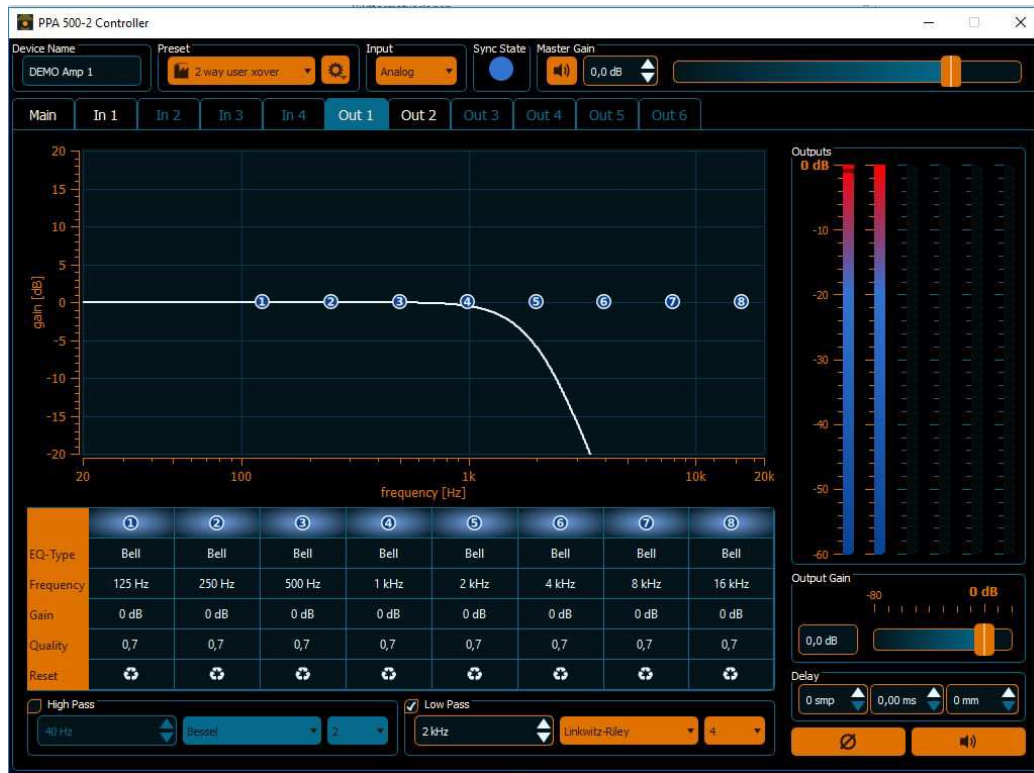 PPA 500-2 Controller
Device Name Preset Input Sync State Master Gain
DEMO Amp 1 2 way user xover Analog 0,0 dB
Main In 1 In 2 In 3 In 4 Out 1 Out 2 Out 3 Out 4 Out 5 Out 6
gain [dB]
20
15
10
5
0
-5
-10
-15
-20
1 2 3 4 5 6 7 8
20 100 1k 10k 20k
frequency [Hz]
Outputs
0 dB
-10
-20
-30
-40
-50
-60
1 2 3 4 5 6 7 8
EQ-Type Bell Bell Bell Bell Bell Bell Bell Bell
Frequency 125 Hz 250 Hz 500 Hz 1 kHz 2 kHz 4 kHz 8 kHz 16 kHz
Gain 0 dB 0 dB 0 dB 0 dB 0 dB 0 dB 0 dB 0 dB
Quality 0,7 0,7 0,7 0,7 0,7 0,7 0,7 0,7
Reset
Output Gain
-80 0 dB
0,0 dB
Delay
0 smp 0,00 ms 0 mm
High Pass
40 Hz Bessel 2
Low Pass
2 kHz Linkwitz-Riley 4